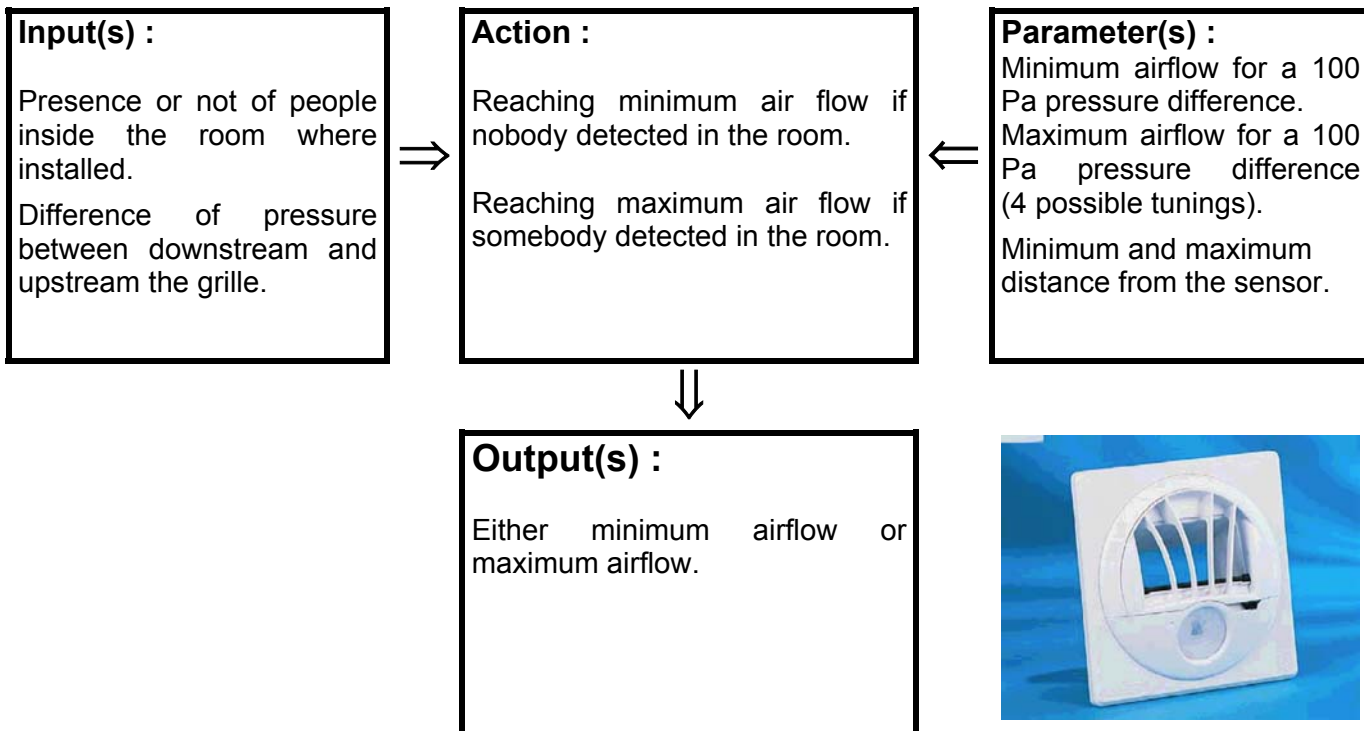 Input(s) :
Presence or not of people
inside the room where
installed.
Difference of pressure
between downstream and
upstream the grille.
⇒
Action :
Reaching minimum air flow if
nobody detected in the room.
Reaching maximum air flow if
somebody detected in the room.
⇐
Parameter(s) :
Minimum airflow for a 100
Pa pressure difference.
Maximum airflow for a 100
Pa pressure difference
(4 possible tunings).
Minimum and maximum
distance from the sensor.
⇓
Output(s) :
Either minimum airflow or
maximum airflow.